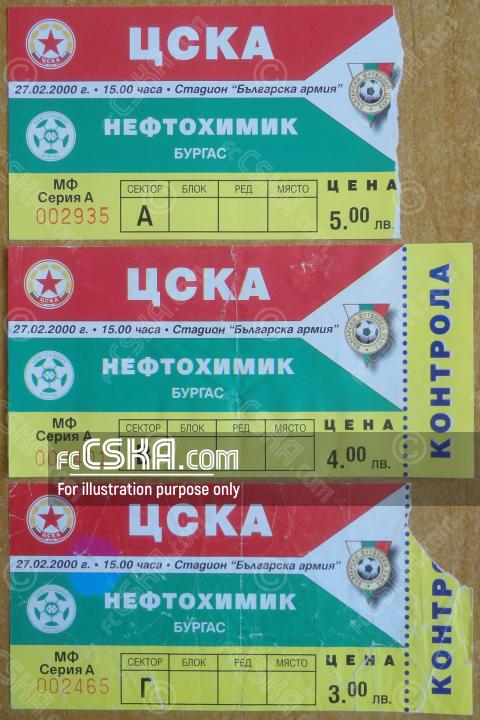 ЦСКА
27.02.2000 г. • 15.00 часа • Стадион "Българска армия"
НЕФТОХИМИК
БУРГАС
МФ
Серия А
002935
СЕКТОР БЛОК РЕД МЯСТО
А
ЦЕНА
5.00 лв.
ЦСКА
27.02.2000 г. • 15.00 часа • Стадион "Българска армия"
НЕФТОХИМИК
БУРГАС
МФ
Серия А
СЕКТОР БЛОК РЕД МЯСТО
ЦЕНА
4.00 лв.
КОНТРОЛА
fcCSKA.com
For illustration purpose only
ЦСКА
27.02.2000 г. • 15.00 часа • Стадион "Българска армия"
НЕФТОХИМИК
БУРГАС
МФ
Серия А
002465
СЕКТОР БЛОК РЕД МЯСТО
Г
ЦЕНА
3.00 лв.
КОНТРО